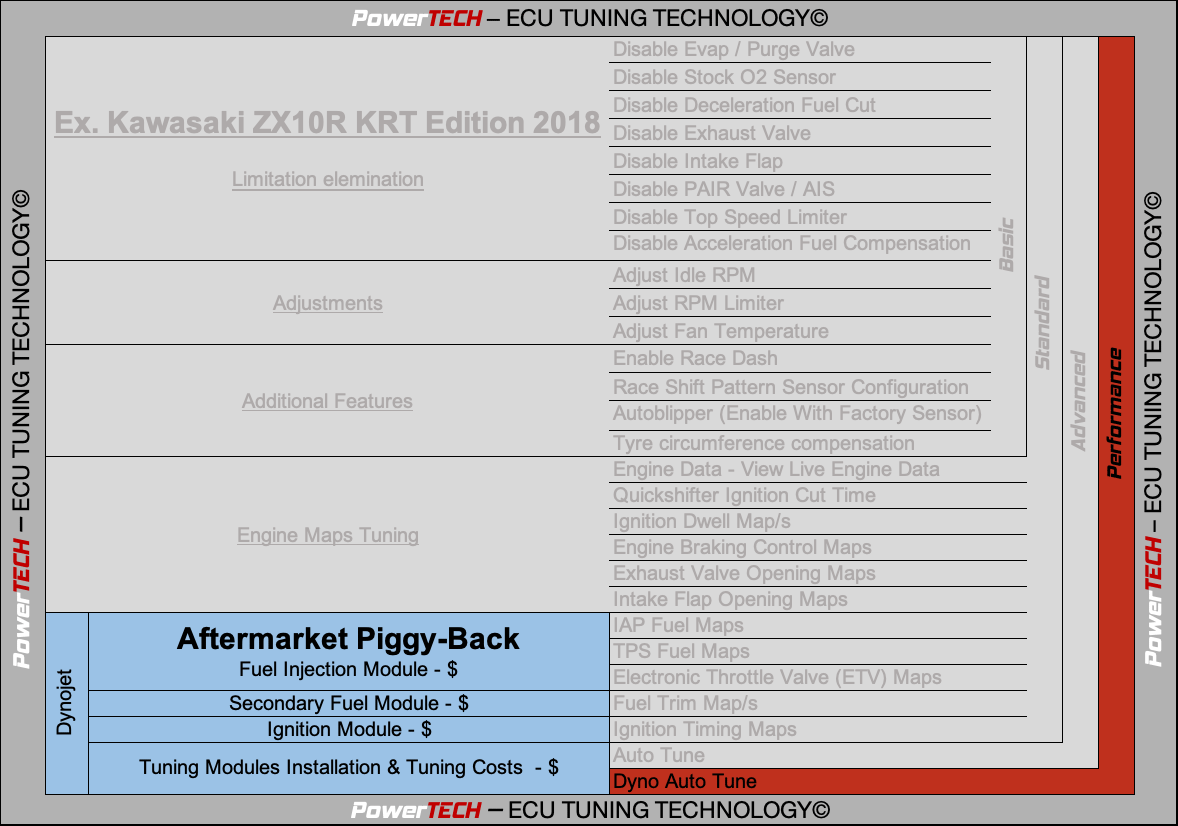 PowerTECH – ECU TUNING TECHNOLOGY©
PowerTECH – ECU TUNING TECHNOLOGY©
Ex. Kawasaki ZX10R KRT Edition 2018
Limitation elemination
Disable Evap / Purge Valve
Disable Stock O2 Sensor
Disable Deceleration Fuel Cut
Disable Exhaust Valve
Disable Intake Flap
Disable PAIR Valve / AIS
Disable Top Speed Limiter
Disable Acceleration Fuel Compensation
Adjustments
Adjust Idle RPM
Adjust RPM Limiter
Adjust Fan Temperature
Additional Features
Enable Race Dash
Race Shift Pattern Sensor Configuration
Autoblipper (Enable With Factory Sensor)
Tyre circumference compensation
Engine Maps Tuning
Engine Data - View Live Engine Data
Quickshifter Ignition Cut Time
Ignition Dwell Map/s
Engine Braking Control Maps
Exhaust Valve Opening Maps
Intake Flap Opening Maps
IAP Fuel Maps
TPS Fuel Maps
Electronic Throttle Valve (ETV) Maps
Fuel Trim Map/s
Ignition Timing Maps
Auto Tune
Dyno Auto Tune
Dynojet
Aftermarket Piggy-Back
Fuel Injection Module - $
Secondary Fuel Module - $
Ignition Module - $
Tuning Modules Installation & Tuning Costs - $
Basic
Standard
Advanced
Performance
PowerTECH – ECU TUNING TECHNOLOGY©
PowerTECH – ECU TUNING TECHNOLOGY©